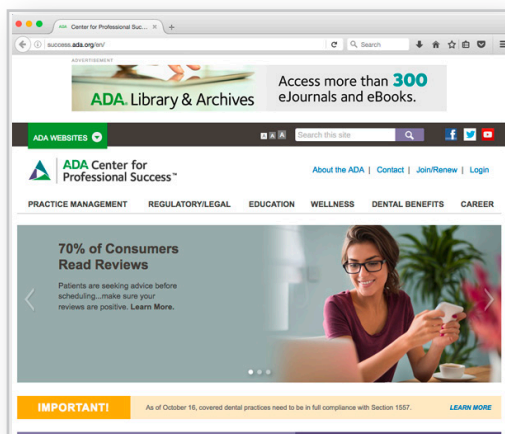 ADA Center for Professional Suc...
success.ada.org/en/
Search
ADVERTISEMENT
ADA. Library & Archives
Access more than 300
eJournals and eBooks.
ADA WEBSITES
A A A
Search this site
ADA Center for
Professional Success™
About the ADA | Contact | Join/Renew | Login
PRACTICE MANAGEMENT REGULATORY/LEGAL EDUCATION WELLNESS DENTAL BENEFITS CAREER
70% of Consumers
Read Reviews
Patients are seeking advice before
scheduling...make sure your
reviews are positive. Learn More.
IMPORTANT!
As of October 16, covered dental practices need to be in full compliance with Section 1557.
LEARN MORE